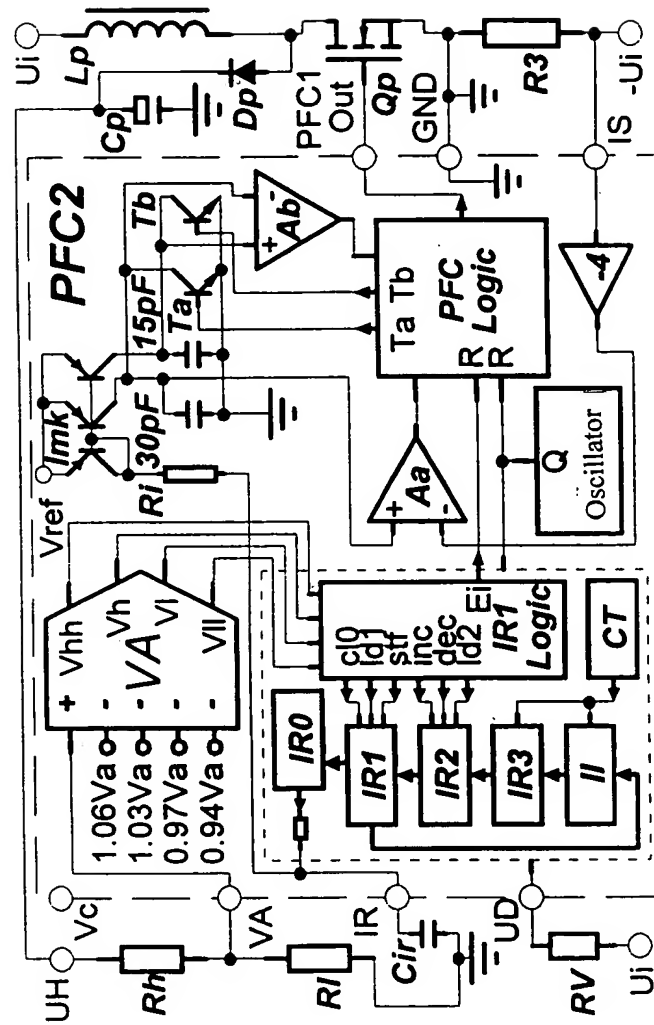 UH
Vc
Rh
VA
Rl
IR
Cir
UD
RV
Ui
1.06Va
1.03Va
0.97Va
0.94Va
+
-
-
-
-
VA
Vhh
Vh
Vl
Vll
IR0
IR1
IR2
IR3
II
cl0
ld1
stf
inc
dec
ld2
Ei
IR1
Logic
CT
Vref
Imk
Ri
30pF
15pF
Ta
Tb
PFC2
+
-
Aa
+
-
Ab
Q
Oscillator
Ta Tb
PFC
Logic
R
R
-4
Ui
Lp
Cp
Dp
PFC1
Out
Qp
GND
R3
IS
-Ui